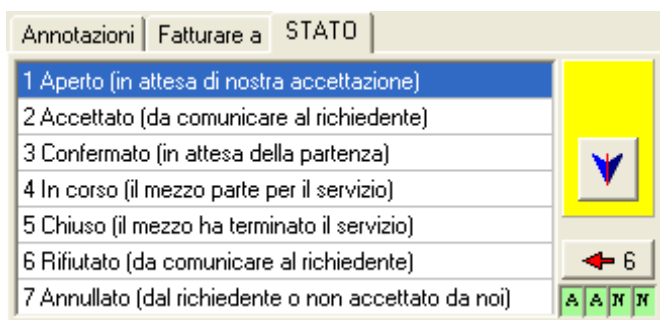 Annotazioni Fatturare a STATO
1 Aperto (in attesa di nostra accettazione)
2 Accettato (da comunicare al richiedente)
3 Confermato (in attesa della partenza)
4 In corso (il mezzo parte per il servizio)
5 Chiuso (il mezzo ha terminato il servizio)
6 Rifiutato (da comunicare al richiedente)
6
7 Annullato (dal richiedente o non accettato da noi)
A A N N